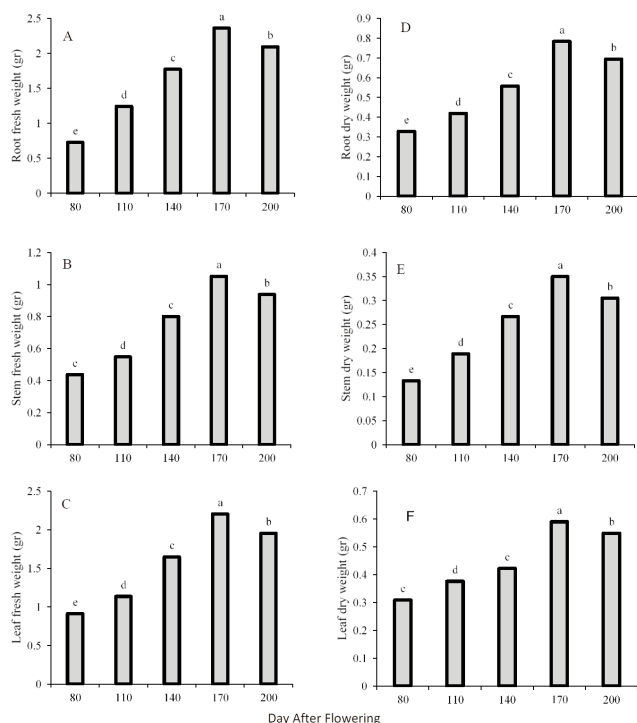 A
Root fresh weight (gr)
2.5
2
1.5
1
0.5
0
e
d
c
a
b
80 110 140 170 200
D
Root dry weight (gr)
0.9
0.8
0.7
0.6
0.5
0.4
0.3
0.2
0.1
0
e
d
c
a
b
80 110 140 170 200
B
Stem fresh weight (gr)
1.2
1
0.8
0.6
0.4
0.2
0
c
d
c
a
b
80 110 140 170 200
E
Stem dry weight (gr)
0.4
0.35
0.3
0.25
0.2
0.15
0.1
0.05
0
e
d
c
a
b
80 110 140 170 200
C
Leaf fresh weight (gr)
2.5
2
1.5
1
0.5
0
e
d
c
a
b
80 110 140 170 200
F
Leaf dry weight (gr)
0.7
0.6
0.5
0.4
0.3
0.2
0.1
0
c
d
c
a
b
80 110 140 170 200
Day After Flowering